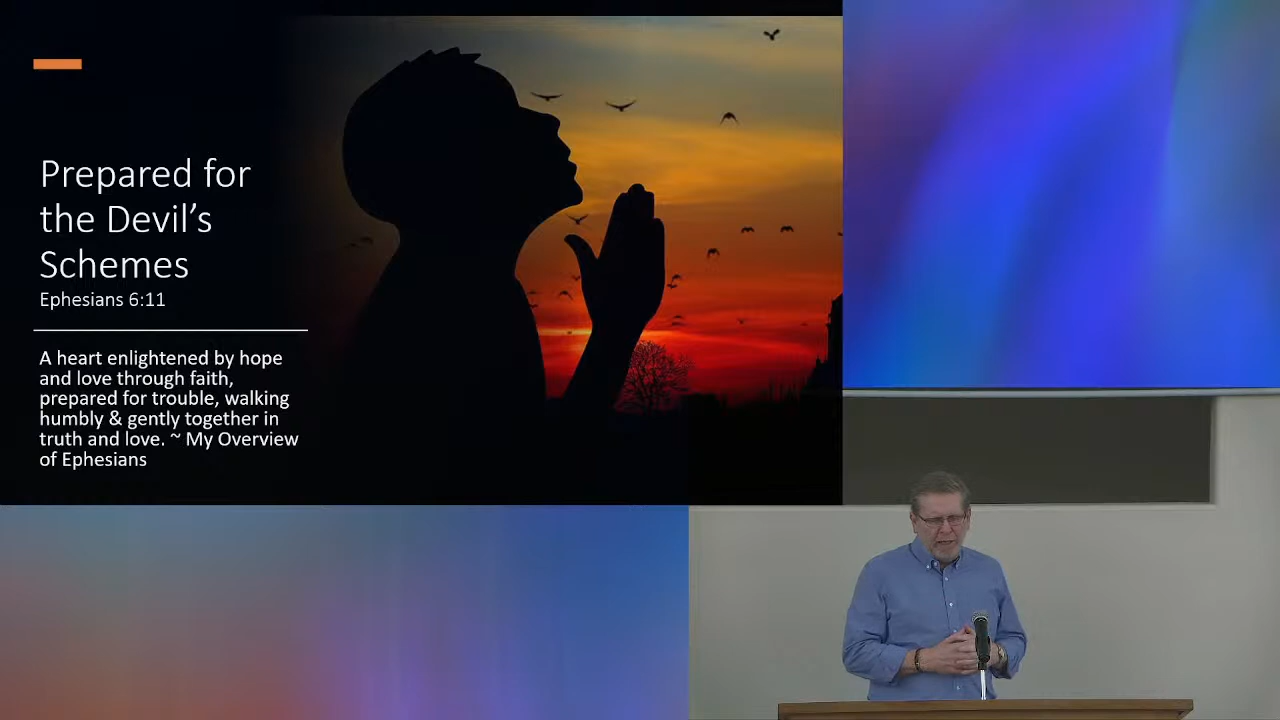 Prepared for
the Devil’s
Schemes
Ephesians 6:11
A heart enlightened by hope
and love through faith,
prepared for trouble, walking
humbly & gently together in
truth and love. ~ My Overview
of Ephesians